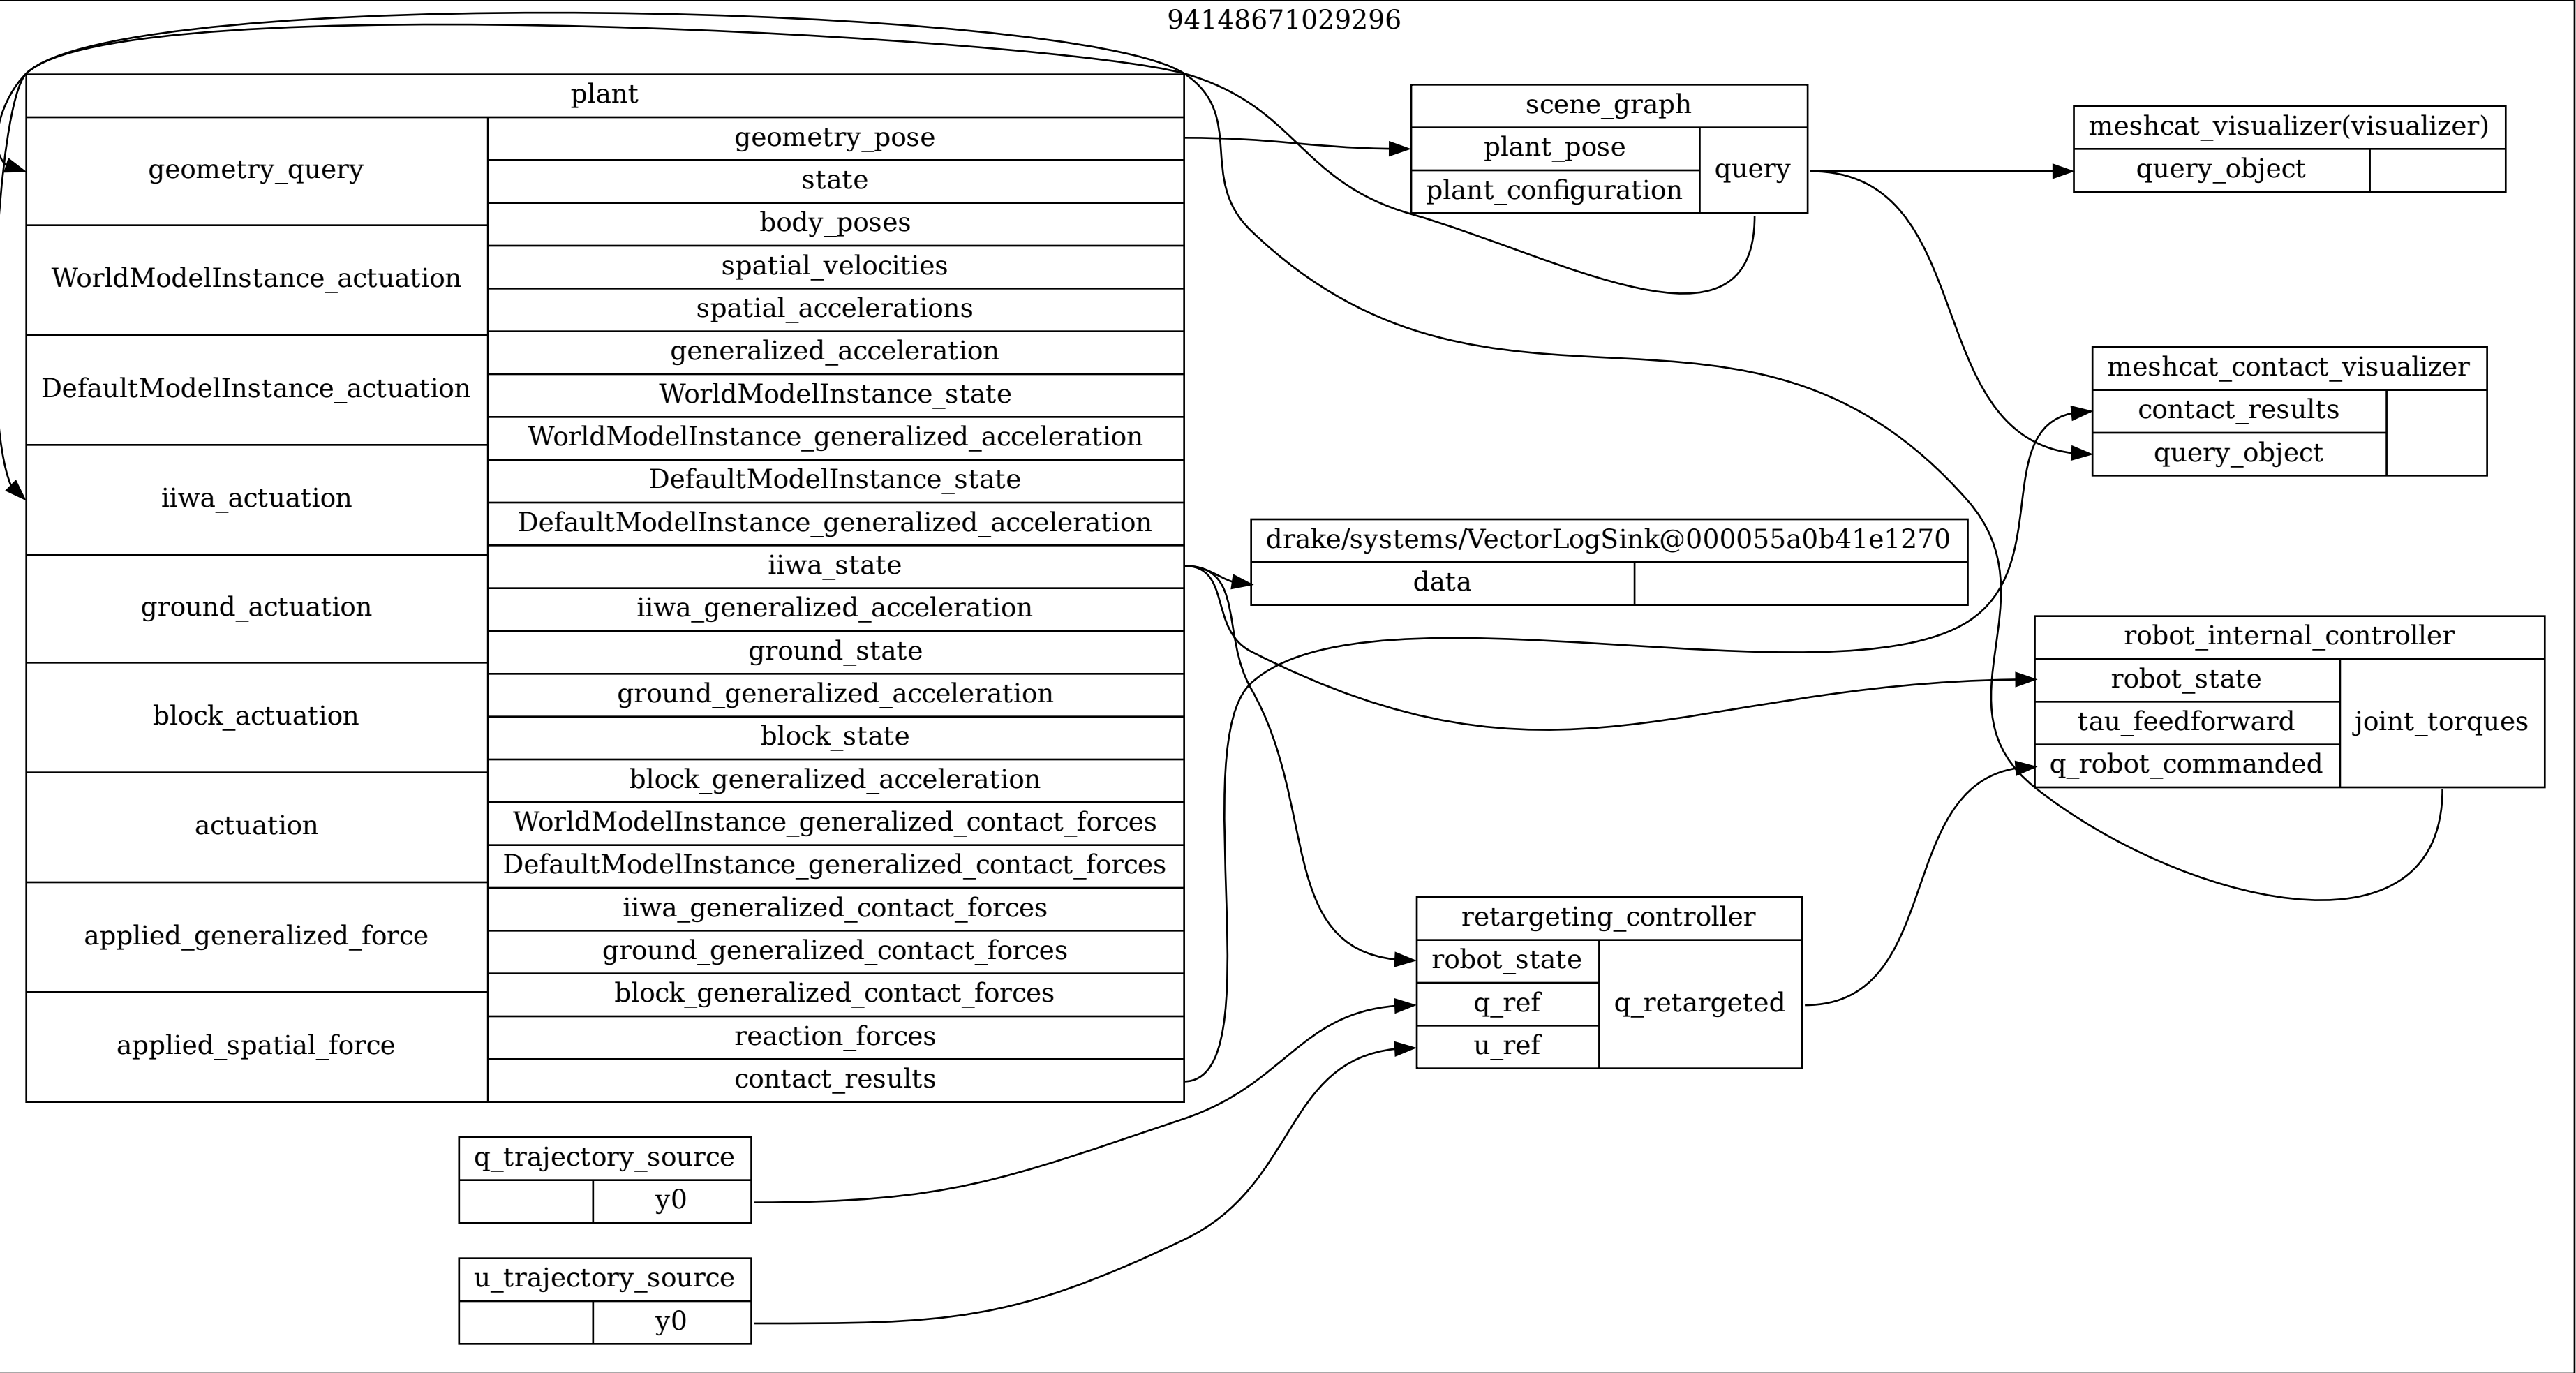 94148671029296
plant
geometry_query
WorldModelInstance_actuation
DefaultModelInstance_actuation
iiwa_actuation
ground_actuation
block_actuation
actuation
applied_generalized_force
applied_spatial_force
geometry_pose
state
body_poses
spatial_velocities
spatial_accelerations
generalized_acceleration
WorldModelInstance_state
WorldModelInstance_generalized_acceleration
DefaultModelInstance_state
DefaultModelInstance_generalized_acceleration
iiwa_state
iiwa_generalized_acceleration
ground_state
ground_generalized_acceleration
block_state
block_generalized_acceleration
WorldModelInstance_generalized_contact_forces
DefaultModelInstance_generalized_contact_forces
iiwa_generalized_contact_forces
ground_generalized_contact_forces
block_generalized_contact_forces
reaction_forces
contact_results
scene_graph
plant_pose
plant_configuration
query
meshcat_visualizer(visualizer)
query_object
meshcat_contact_visualizer
contact_results
query_object
drake/systems/VectorLogSink@000055a0b41e1270
data
robot_internal_controller
robot_state
tau_feedforward
q_robot_commanded
joint_torques
retargeting_controller
robot_state
q_ref
u_ref
q_retargeted
q_trajectory_source
y0
u_trajectory_source
y0